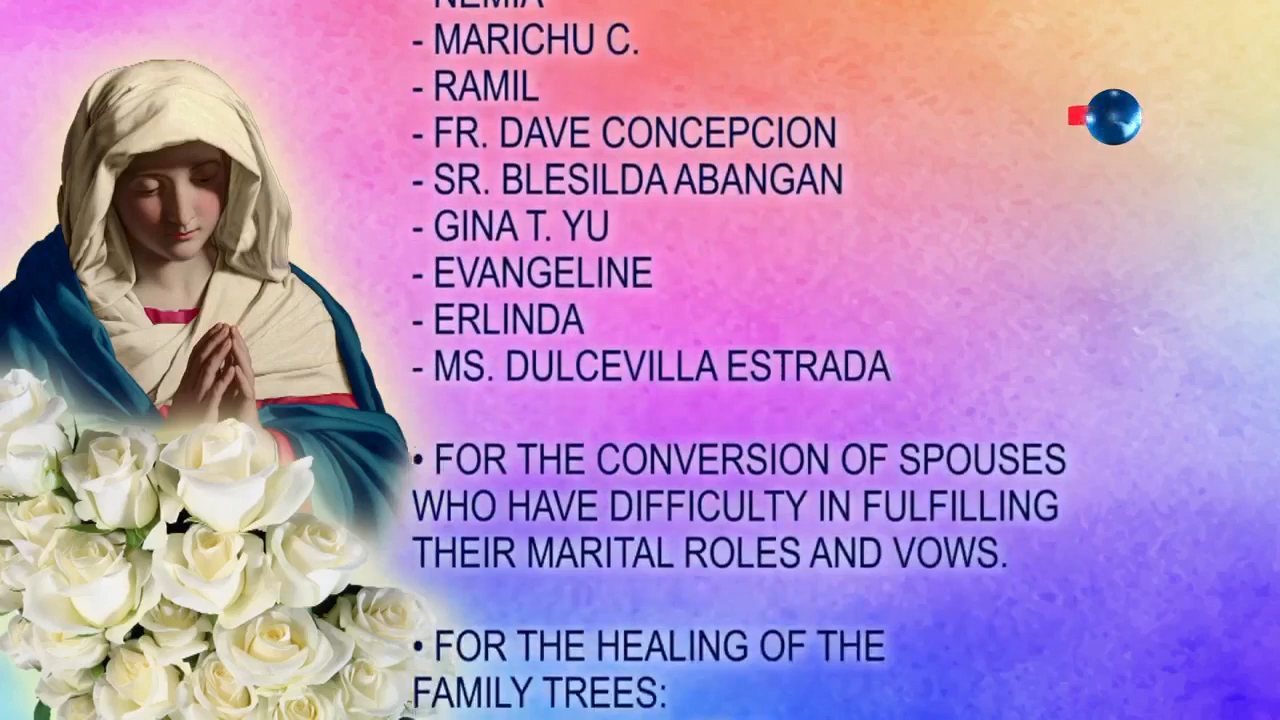 NEMIA
- MARICHU C.
- RAMIL
- FR. DAVE CONCEPCION
- SR. BLESILDA ABANGAN
- GINA T. YU
- EVANGELINE
- ERLINDA
- MS. DULCEVILLA ESTRADA
• FOR THE CONVERSION OF SPOUSES
WHO HAVE DIFFICULTY IN FULFILLING
THEIR MARITAL ROLES AND VOWS.
• FOR THE HEALING OF THE
FAMILY TREES: